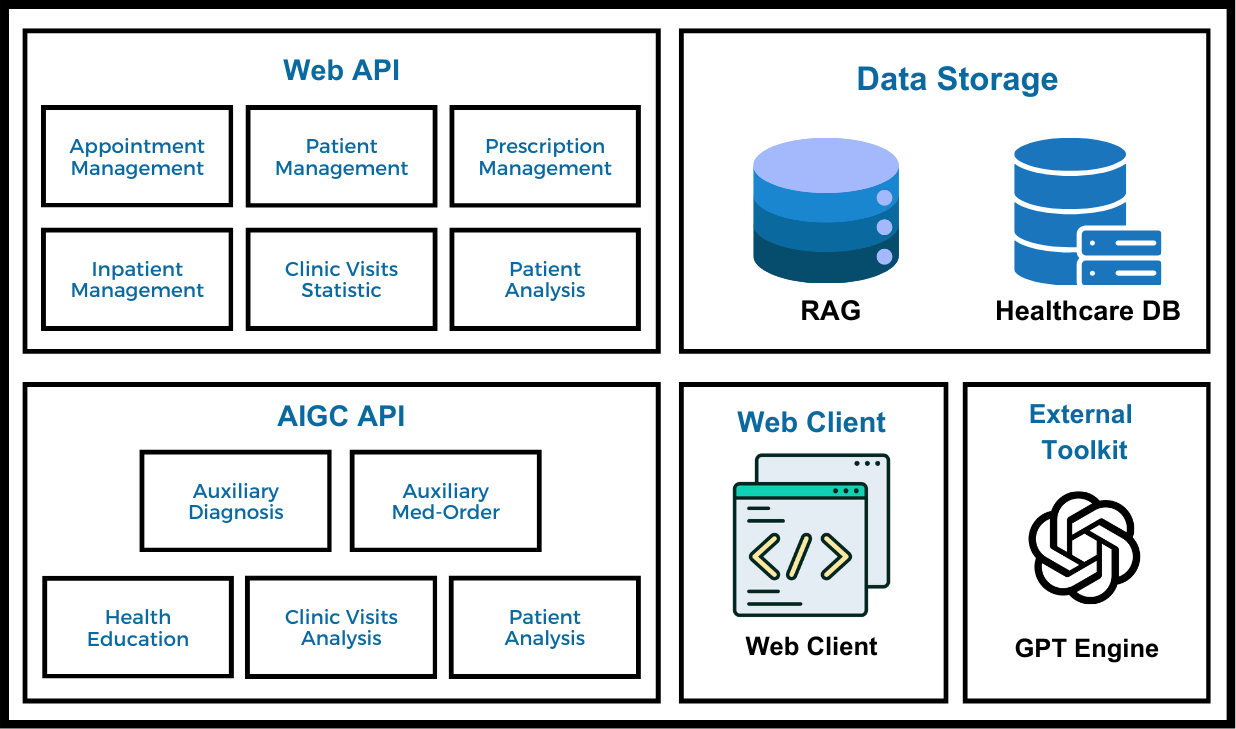 Web API
Appointment
Management
Patient
Management
Prescription
Management
Inpatient
Management
Clinic Visits
Statistic
Patient
Analysis
Data Storage
RAG
Healthcare DB
AIGC API
Auxiliary
Diagnosis
Auxiliary
Med-Order
Health
Education
Clinic Visits
Analysis
Patient
Analysis
Web Client
Web Client
External
Toolkit
GPT Engine